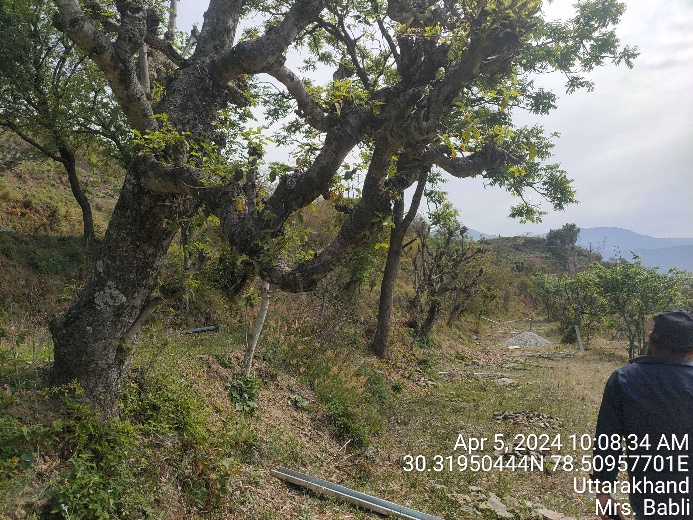 Apr 5, 2024 10:08:34 AM
30.31950444N 78.50957701E
Uttarakhand
Mrs. Babli